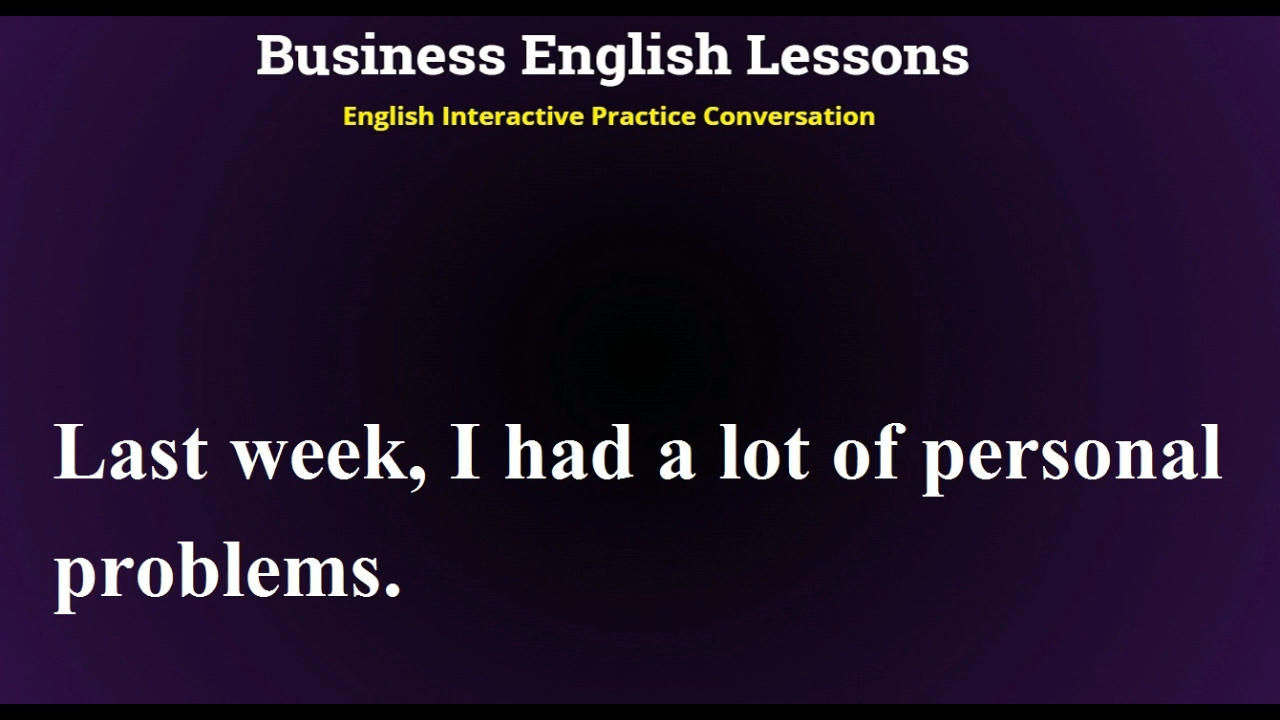 Business English Lessons
English Interactive Practice Conversation
Last week, I had a lot of personal
problems.